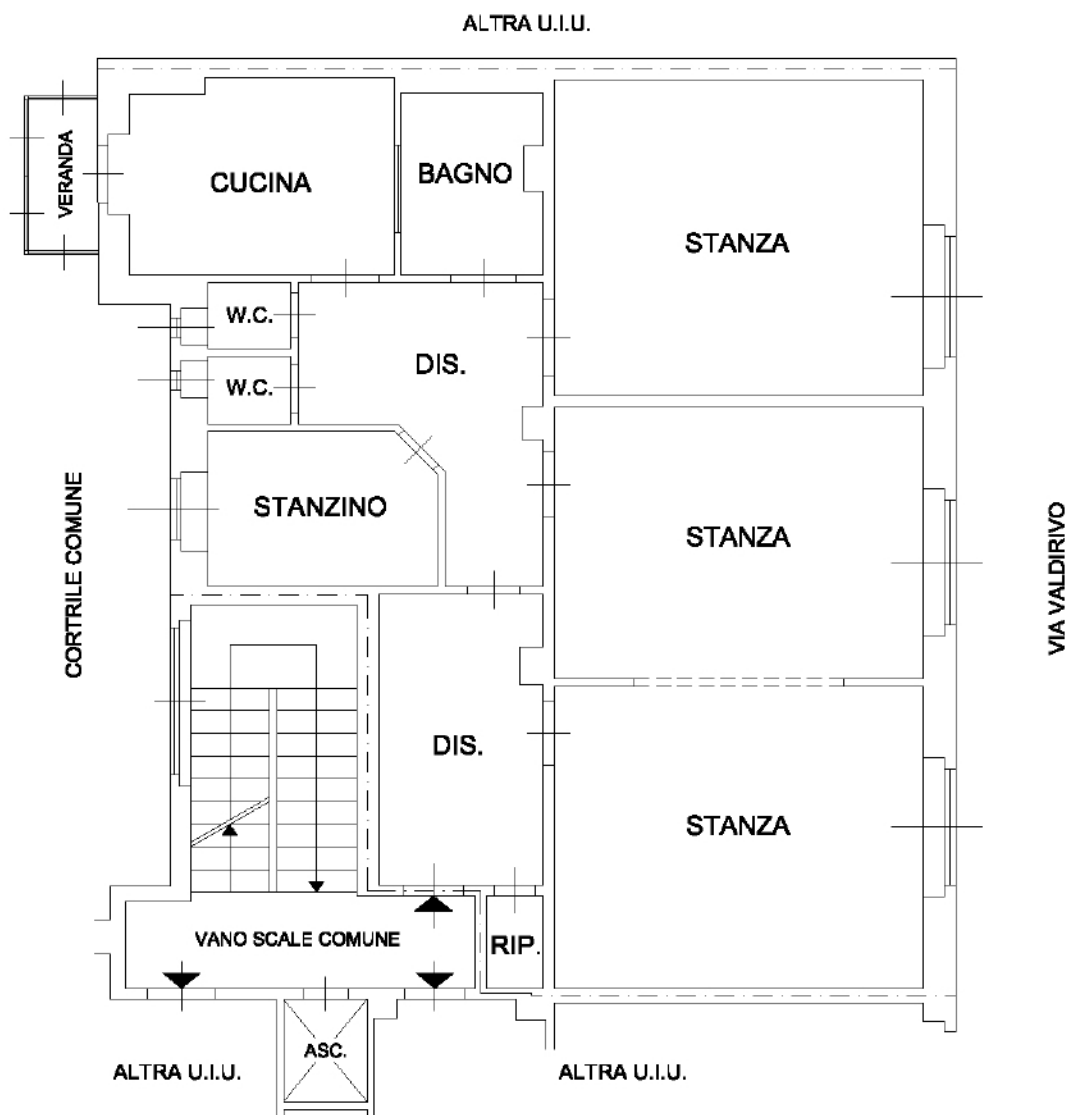 ALTRA U.I.U.
VERANDA
CUCINA
BAGNO
STANZA
W.C.
DIS.
W.C.
STANZINO
STANZA
CORTRILE COMUNE
VIA VALDIRIVO
DIS.
STANZA
VANO SCALE COMUNE
RIP.
ASC.
ALTRA U.I.U.
ALTRA U.I.U.